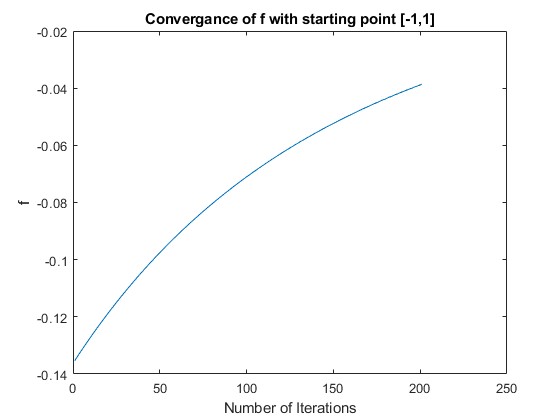 Convergance of f with starting point [-1,1]
-0.02
-0.04
-0.06
-0.08
-0.1
-0.12
-0.14
f
0 50 100 150 200 250
Number of Iterations